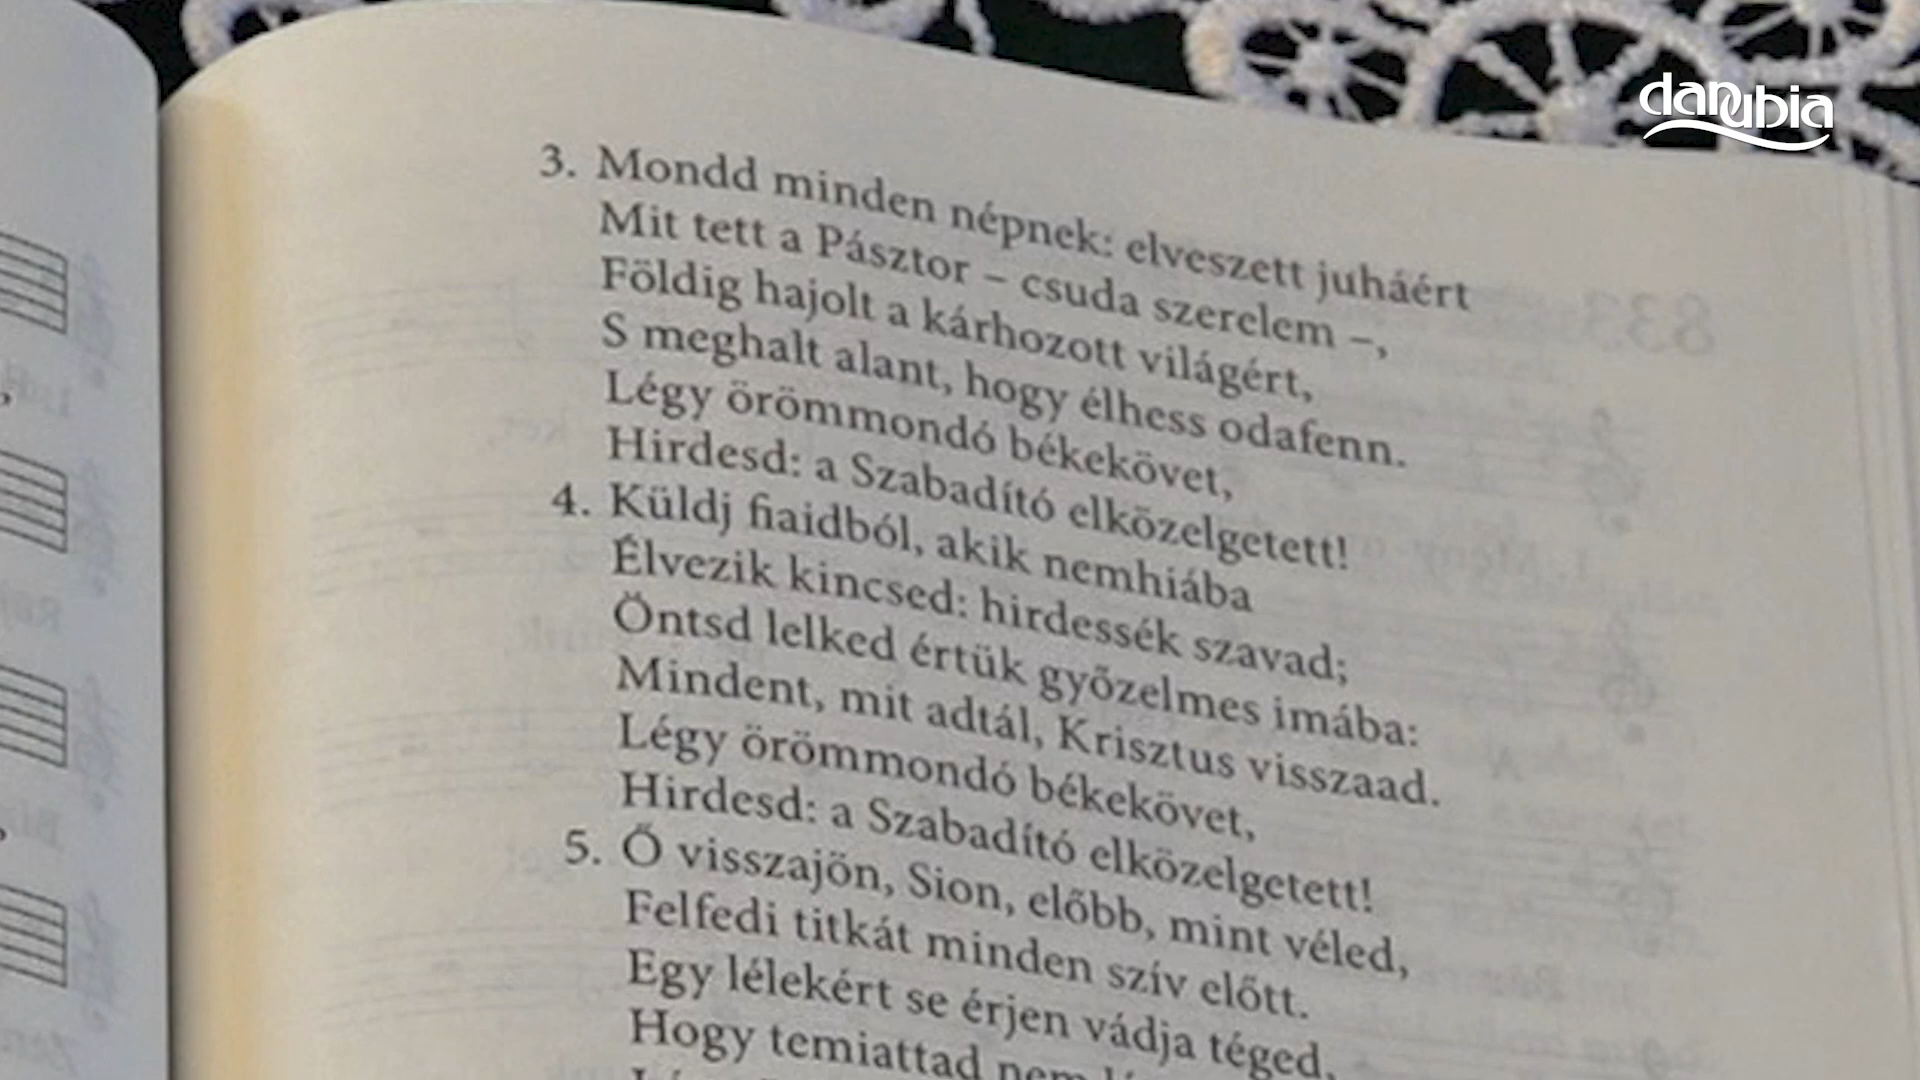 danubia
3. Mondd minden népnek: elveszett juháért
Mit tett a Pásztor – csuda szerelem –,
Földig hajolt a kárhozott világért,
S meghalt alant, hogy élhess odafenn.
Légy örömmondó békekövet,
Hirdesd: a Szabadító elközelgetett!
4. Küldj fiaidból, akik nemhiába
Élvezik kincsed: hirdessék szavad;
Öntsd lelked értük győzelmes imába:
Mindent, mit adtál, Krisztus visszaad.
Légy örömmondó békekövet,
Hirdesd: a Szabadító elközelgetett!
5. Ő visszajön, Sion, előbb, mint véled,
Felfedi titkát minden szív előtt.
Egy lélekért se érjen vádja téged,
Hogy temiattad nem